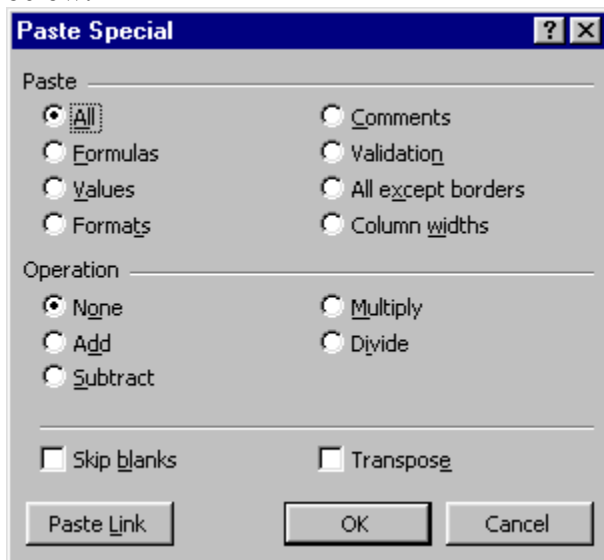 Paste Special
?
Paste
All
Comments
Formulas
Validation
Values
All except borders
Formats
Column widths
Operation
None
Multiply
Add
Divide
Subtract
Skip blanks
Transpose
Paste Link
OK
Cancel